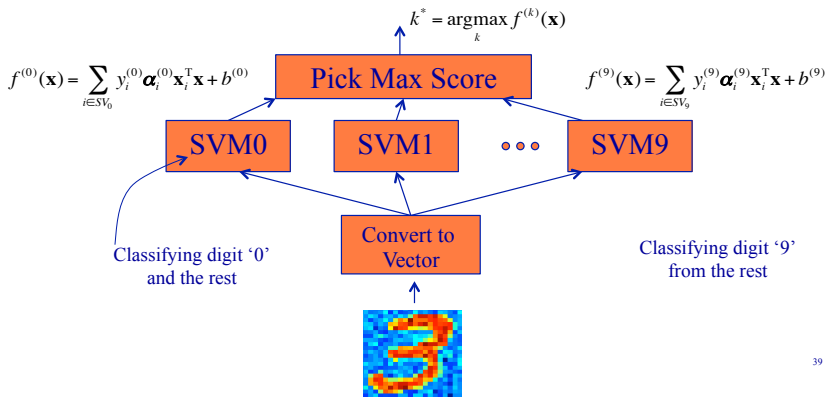 k* = argmax_k f^(k)(x)
f^(0)(x) = ∑_{i∈SV_0} y_i^(0) α_i^(0) x_i^T x + b^(0)
Pick Max Score
f^(9)(x) = ∑_{i∈SV_9} y_i^(9) α_i^(9) x_i^T x + b^(9)
SVM0
SVM1
SVM9
Convert to
Vector
Classifying digit ‘0’
and the rest
Classifying digit ‘9’
from the rest
3
39